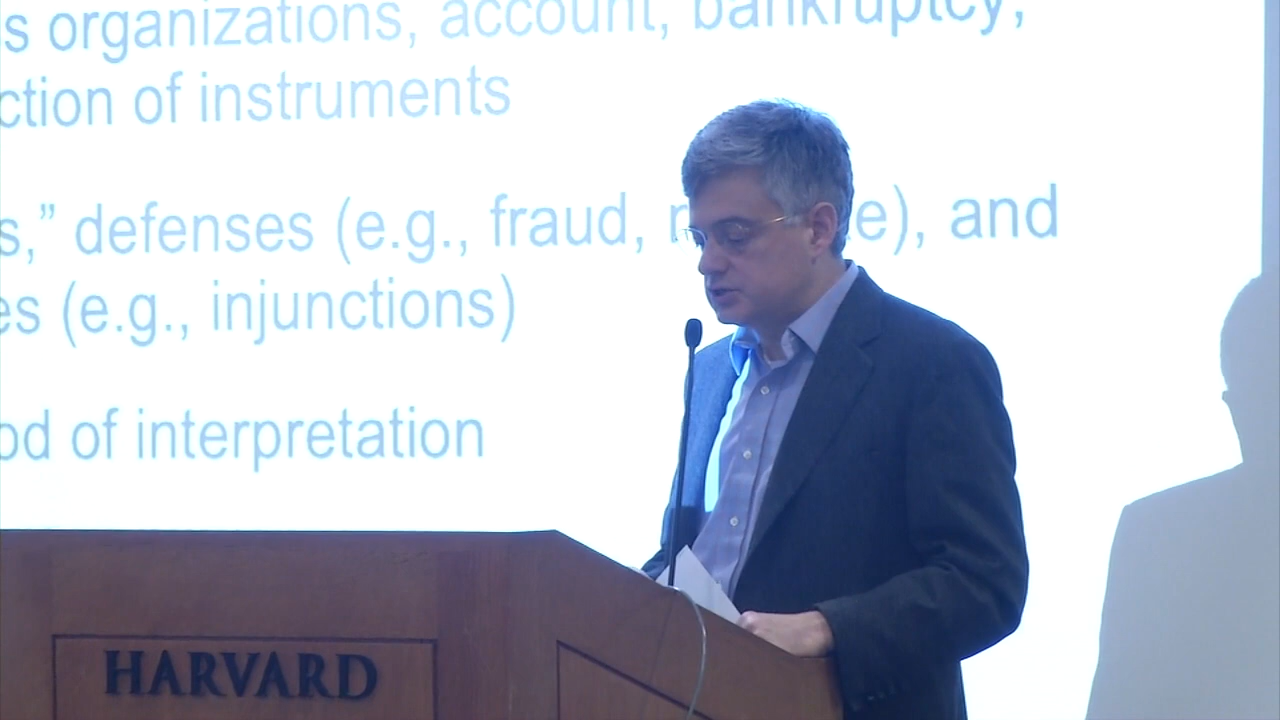 s organizations, account, bankruptcy,
ction of instruments
s,” defenses (e.g., fraud, e), and
es (e.g., injunctions)
od of interpretation
HARVARD